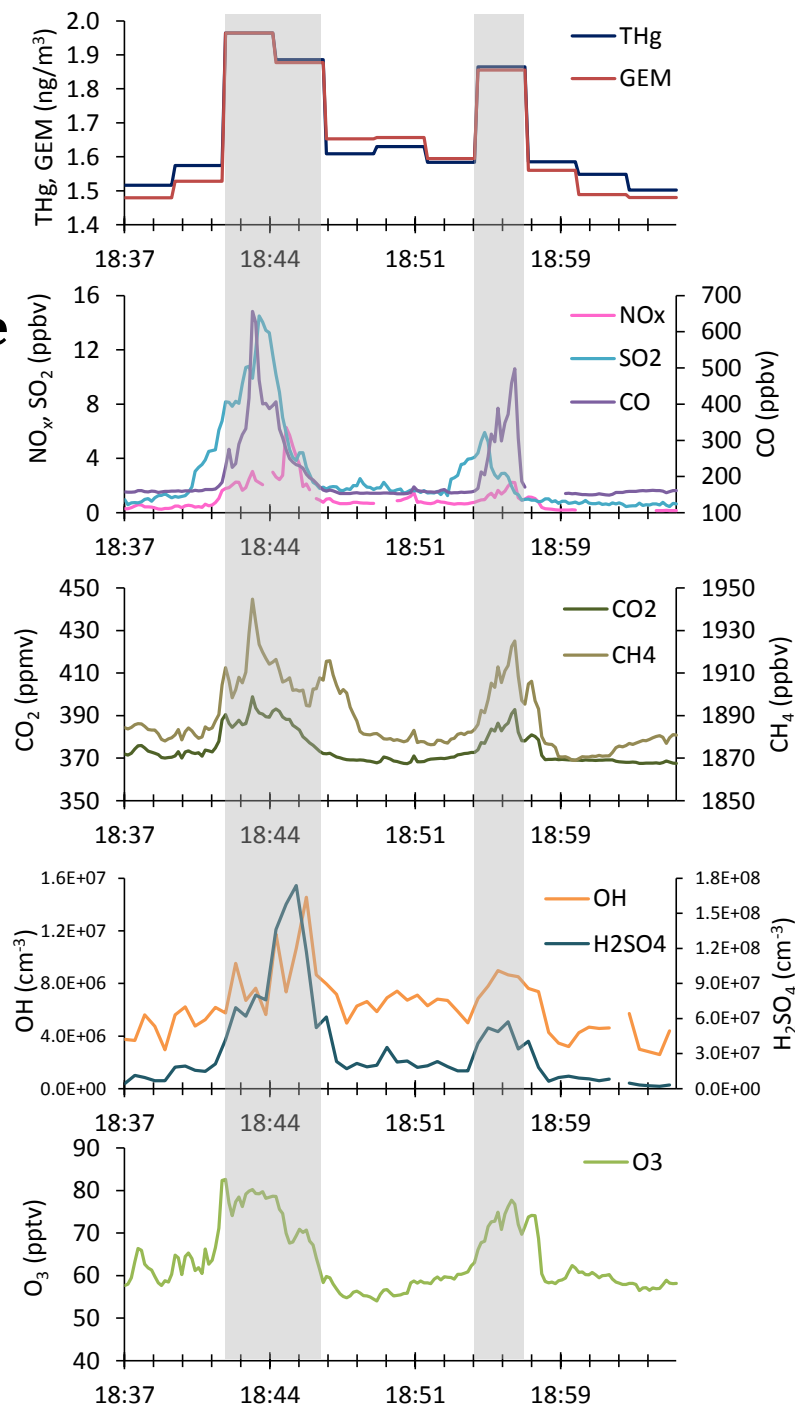 THg, GEM (ng/m³)
2.0
1.9
1.8
1.7
1.6
1.5
1.4
THg
GEM
18:37 18:44 18:51 18:59
e
NOₓ, SO₂ (ppbv)
16
12
8
4
0
NOx
SO2
CO
700
600
500
400
300
200
100
CO (ppbv)
18:37 18:44 18:51 18:59
CO₂ (ppmv)
450
430
410
390
370
350
CO2
CH4
1950
1930
1910
1890
1870
1850
CH₄ (ppbv)
18:37 18:44 18:51 18:59
OH (cm⁻³)
1.6E+07
1.2E+07
8.0E+06
4.0E+06
0.0E+00
OH
H2SO4
1.8E+08
1.5E+08
1.2E+08
9.0E+07
6.0E+07
3.0E+07
0.0E+00
H₂SO₄ (cm⁻³)
18:37 18:44 18:51 18:59
O₃ (pptv)
90
80
70
60
50
40
O3
18:37 18:44 18:51 18:59